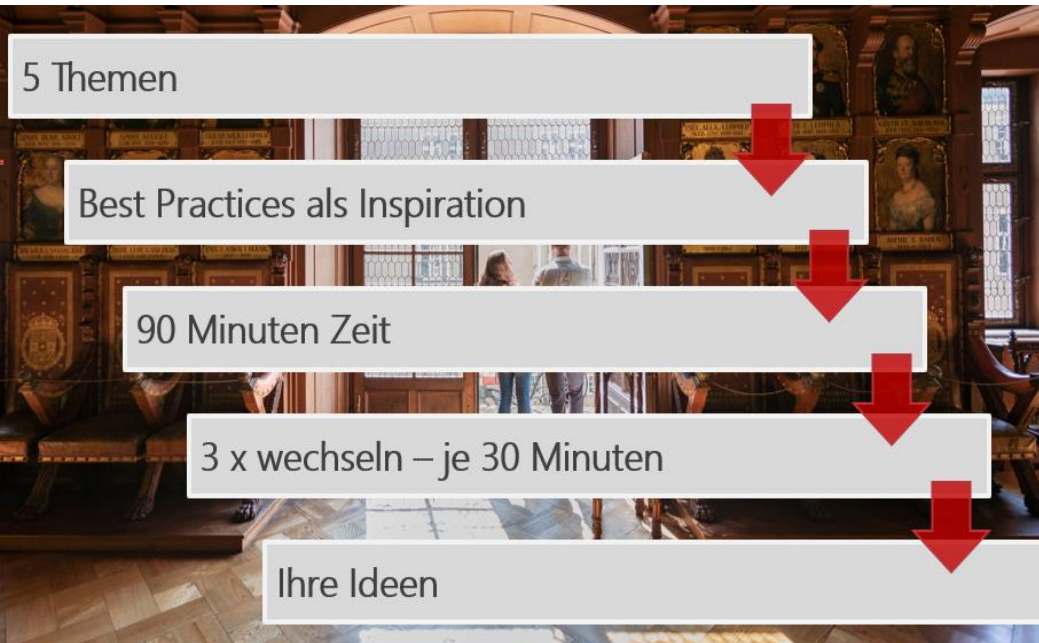 5 Themen
Best Practices als Inspiration
90 Minuten Zeit
3 x wechseln – je 30 Minuten
Ihre Ideen